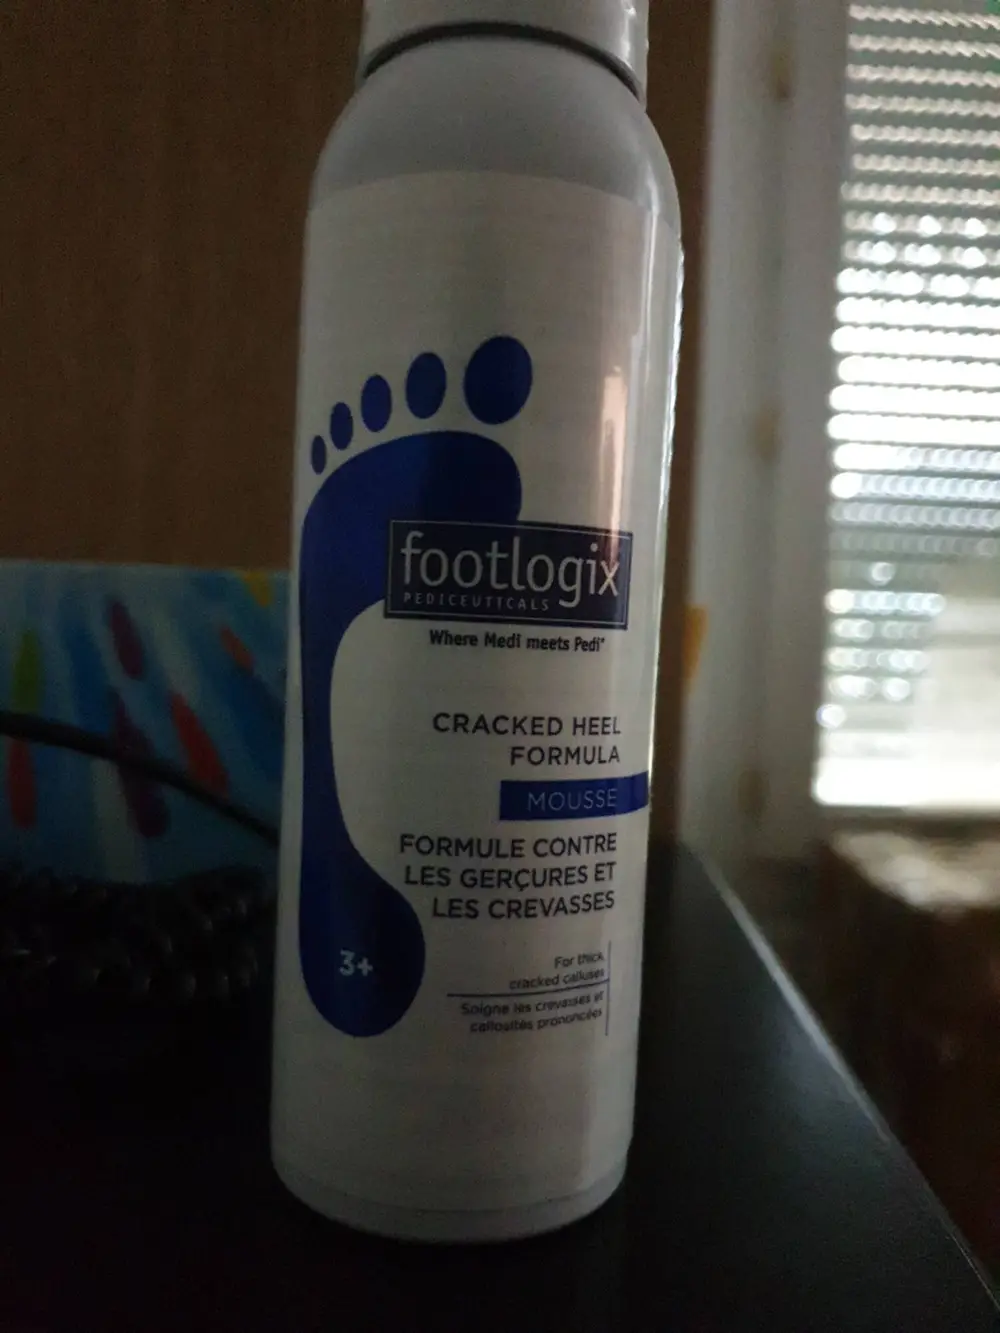 footlogix
PEDICEUTICALS
Where Medi meets Pedi*
CRACKED HEEL
FORMULA
MOUSSE
FORMULE CONTRE
LES GERÇURES ET
LES CREVASSES
3+
For thick,
cracked calluses
Soigne les crevasses et
callosités prononcées